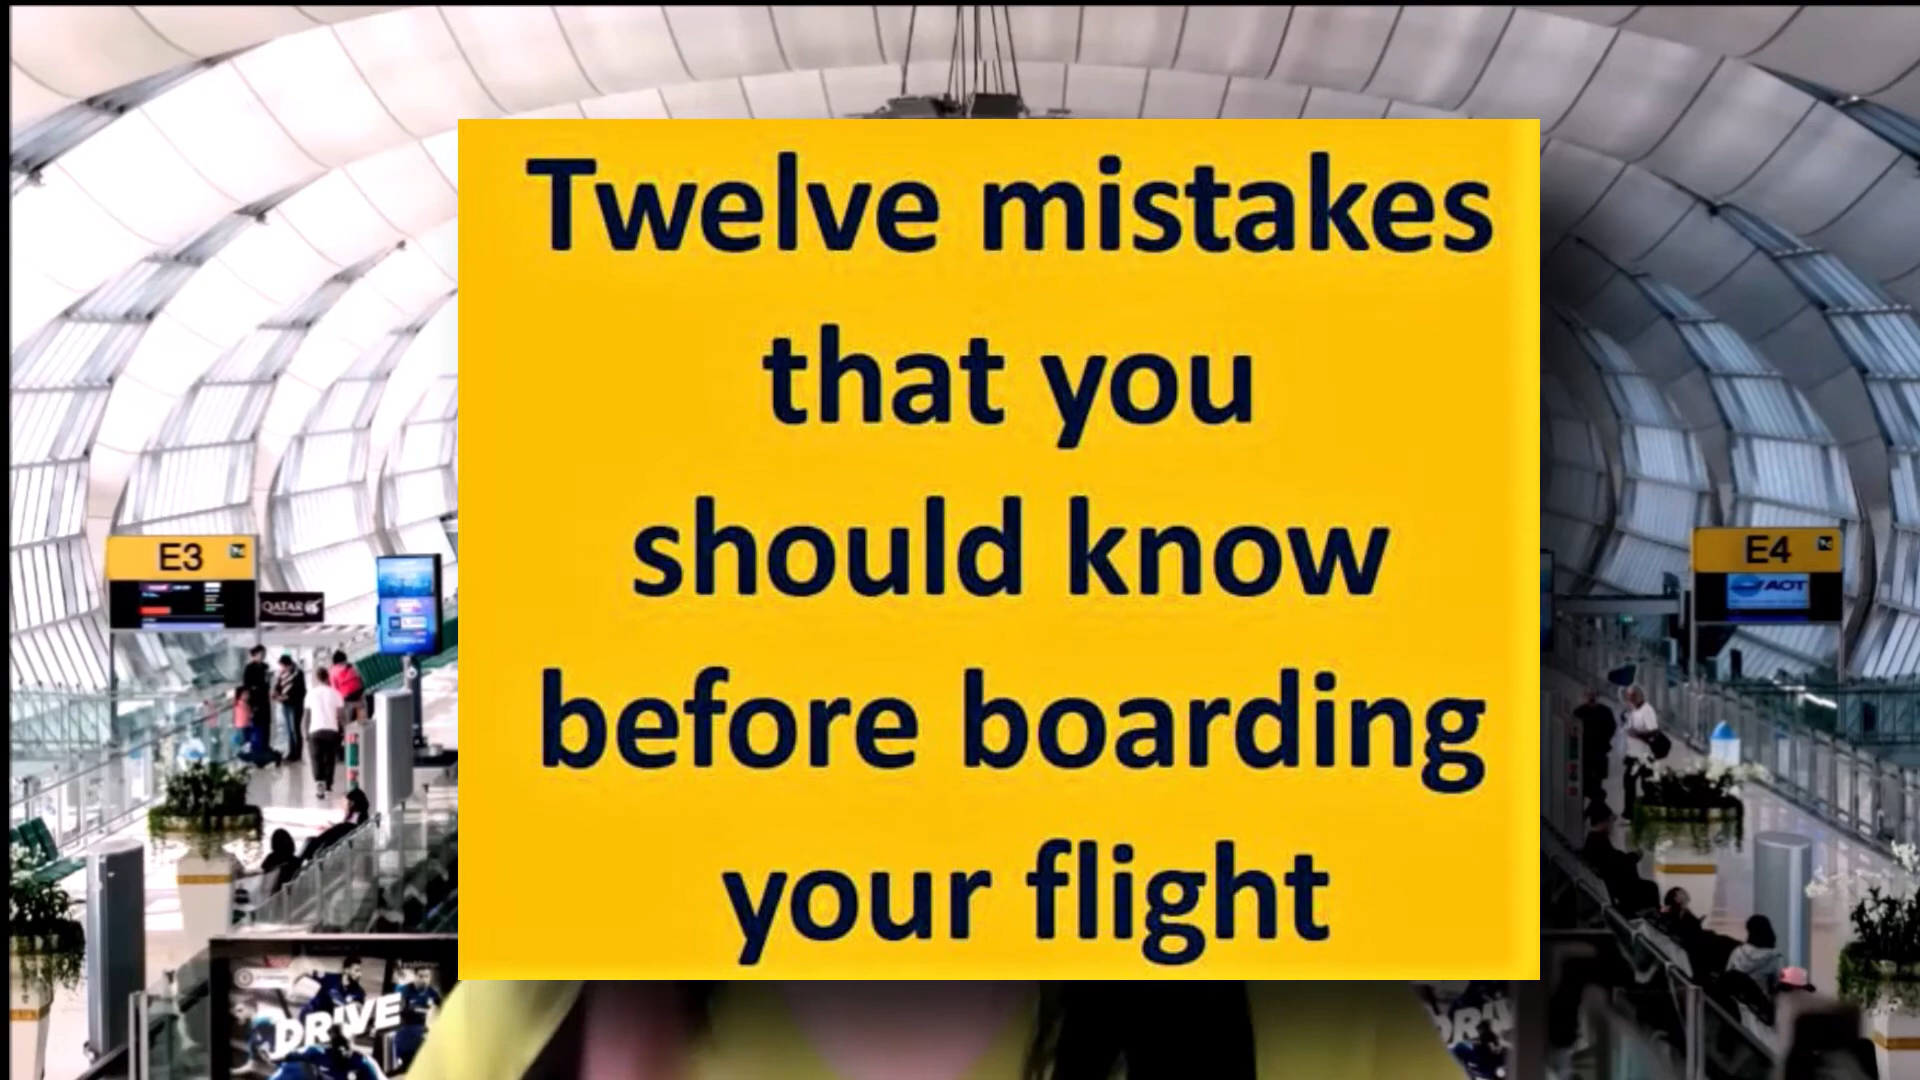 Twelve mistakes
that you
should know
before boarding
your flight
E3
QATAR
E4
AOT
DRIVE